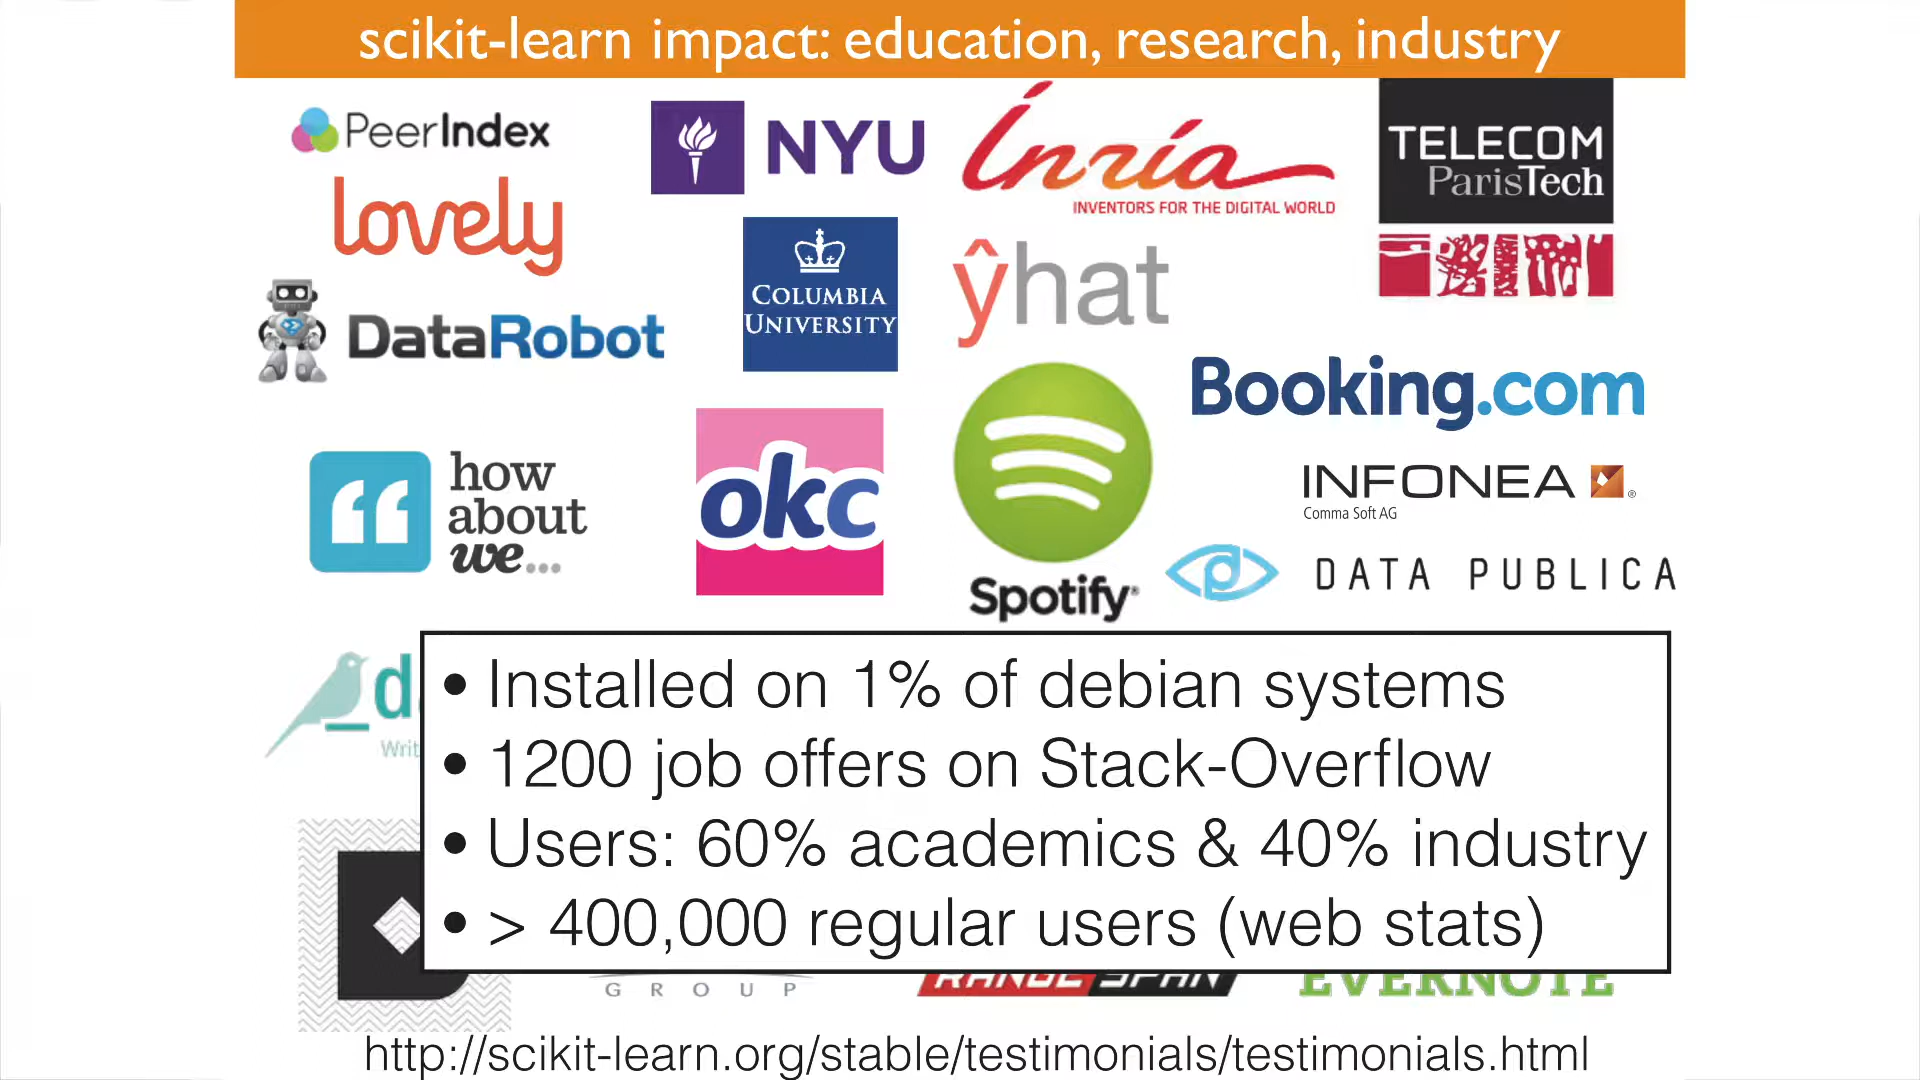 scikit-learn impact: education, research, industry
PeerIndex
NYU
Inria
INVENTORS FOR THE DIGITAL WORLD
TELECOM
ParisTech
lovely
COLUMBIA
UNIVERSITY
ŷhat
DataRobot
Booking.com
how
about
we...
okc
Spotify®
INFONEA ®
Comma Soft AG
DATA PUBLICA
• Installed on 1% of debian systems
• 1200 job offers on Stack-Overflow
• Users: 60% academics & 40% industry
• > 400,000 regular users (web stats)
GROUP
RANGESPAN
EVERNOTE
http://scikit-learn.org/stable/testimonials/testimonials.html